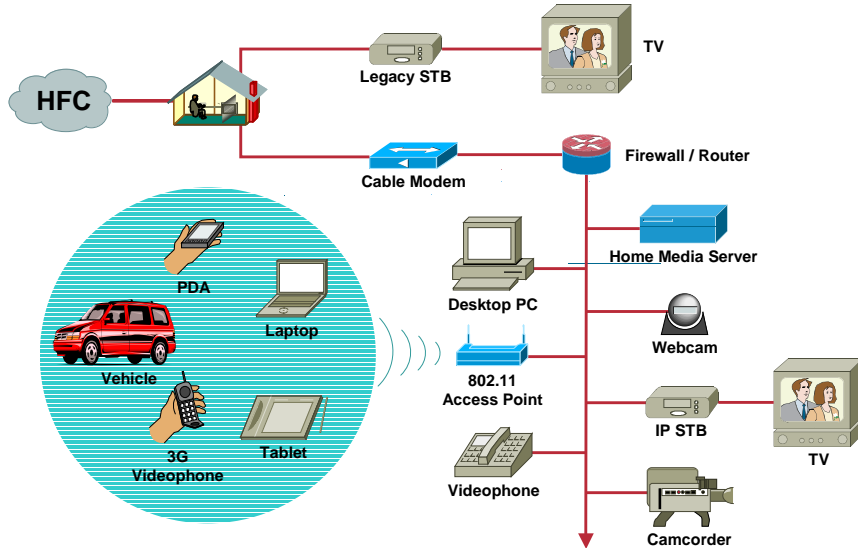 TV
Legacy STB
HFC
Firewall / Router
Cable Modem
PDA
Home Media Server
Desktop PC
Laptop
Webcam
Vehicle
802.11
Access Point
IP STB
3G
Videophone
Tablet
TV
Videophone
Camcorder